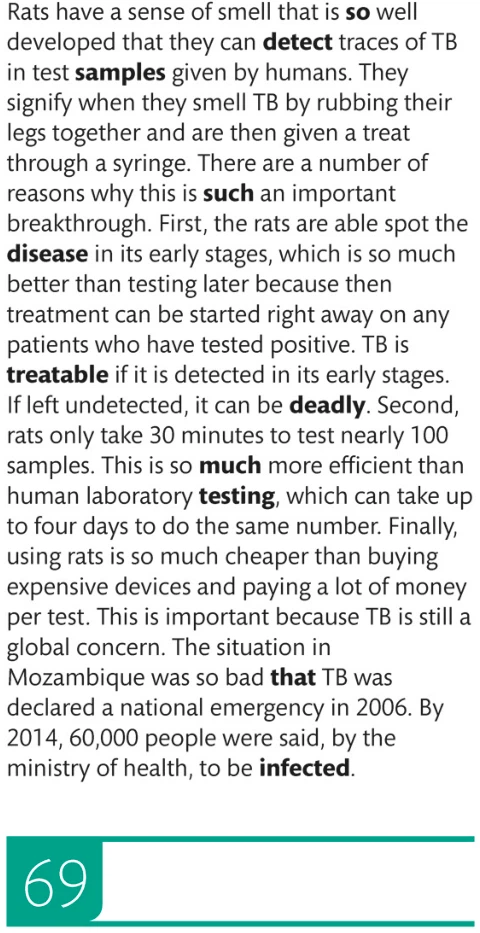 Rats have a sense of smell that is so well
developed that they can detect traces of TB
in test samples given by humans. They
signify when they smell TB by rubbing their
legs together and are then given a treat
through a syringe. There are a number of
reasons why this is such an important
breakthrough. First, the rats are able spot the
disease in its early stages, which is so much
better than testing later because then
treatment can be started right away on any
patients who have tested positive. TB is
treatable if it is detected in its early stages.
If left undetected, it can be deadly. Second,
rats only take 30 minutes to test nearly 100
samples. This is so much more efficient than
human laboratory testing, which can take up
to four days to do the same number. Finally,
using rats is so much cheaper than buying
expensive devices and paying a lot of money
per test. This is important because TB is still a
global concern. The situation in
Mozambique was so bad that TB was
declared a national emergency in 2006. By
2014, 60,000 people were said, by the
ministry of health, to be infected.
69